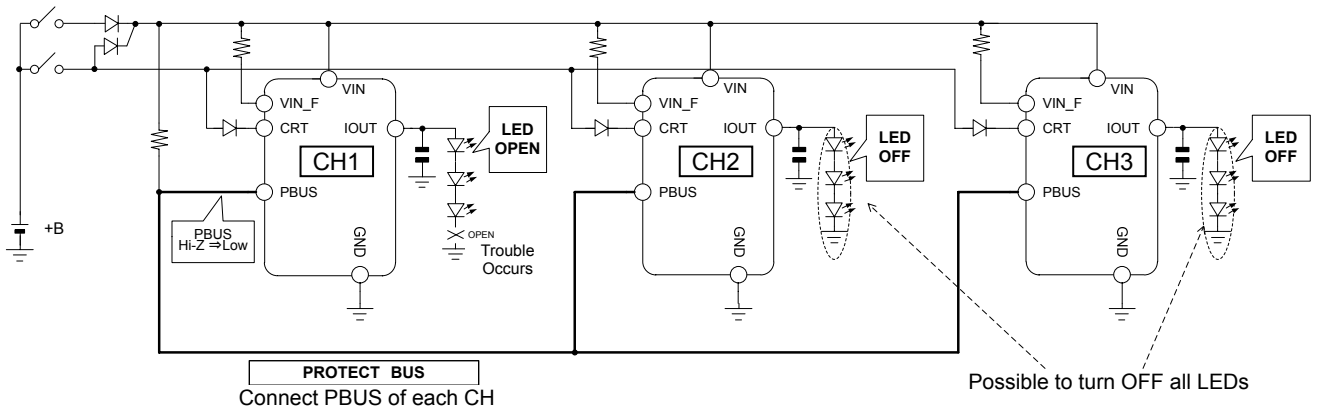 VIN
VIN_F
CRT
IOUT
CH1
PBUS
GND
LED
OPEN
PBUS
Hi-Z ⇒Low
OPEN
Trouble
Occurs
+B
VIN
VIN_F
CRT
IOUT
CH2
PBUS
GND
LED
OFF
VIN
VIN_F
CRT
IOUT
CH3
PBUS
GND
LED
OFF
PROTECT BUS
Connect PBUS of each CH
Possible to turn OFF all LEDs